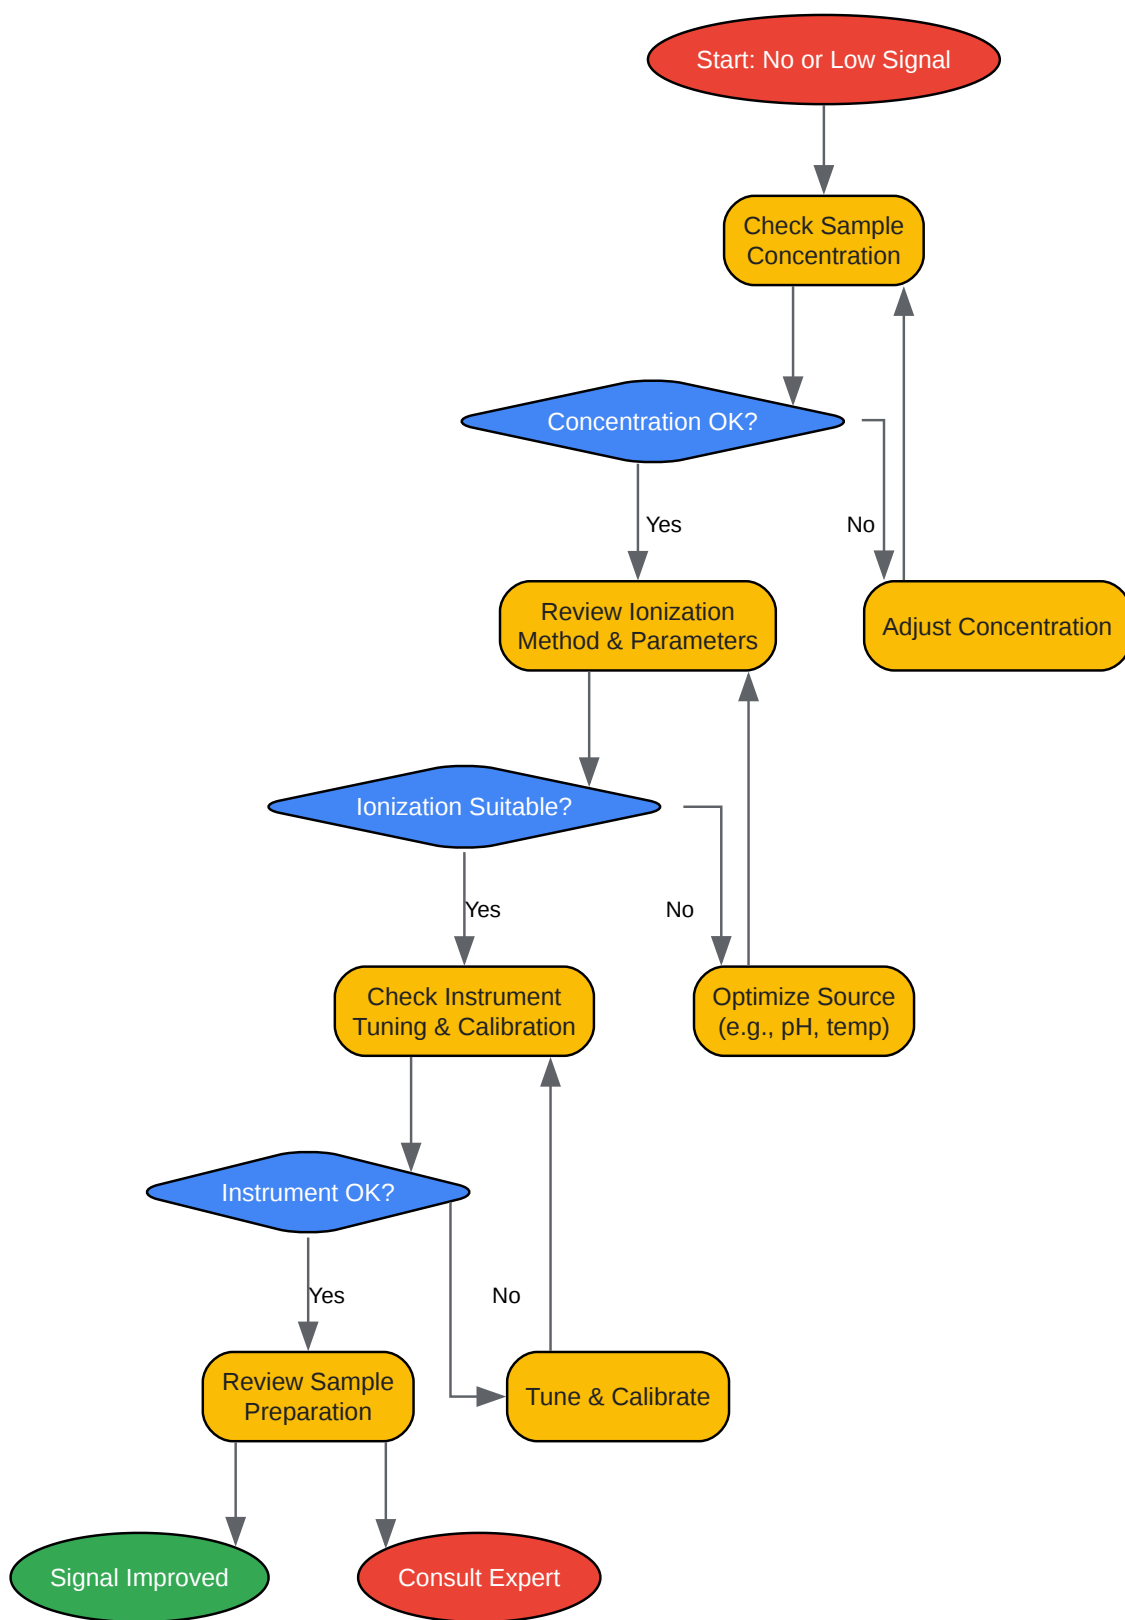 Start: No or Low Signal
Check Sample
Concentration
Concentration OK?
Yes
No
Review Ionization
Method & Parameters
Adjust Concentration
Ionization Suitable?
Yes
No
Check Instrument
Tuning & Calibration
Optimize Source
(e.g., pH, temp)
Instrument OK?
Yes
No
Review Sample
Preparation
Tune & Calibrate
Signal Improved
Consult Expert